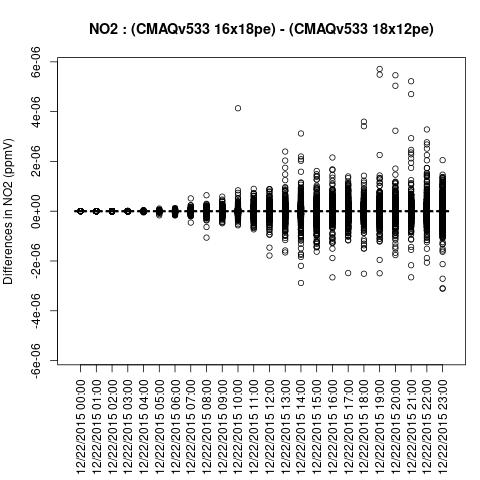 NO2 : (CMAQv533 16x18pe) - (CMAQv533 18x12pe)
Differences in NO2 (ppmV)
6e-06
4e-06
2e-06
0e+00
-2e-06
-4e-06
-6e-06
12/22/2015 00:00
12/22/2015 01:00
12/22/2015 02:00
12/22/2015 03:00
12/22/2015 04:00
12/22/2015 05:00
12/22/2015 06:00
12/22/2015 07:00
12/22/2015 08:00
12/22/2015 09:00
12/22/2015 10:00
12/22/2015 11:00
12/22/2015 12:00
12/22/2015 13:00
12/22/2015 14:00
12/22/2015 15:00
12/22/2015 16:00
12/22/2015 17:00
12/22/2015 18:00
12/22/2015 19:00
12/22/2015 20:00
12/22/2015 21:00
12/22/2015 22:00
12/22/2015 23:00